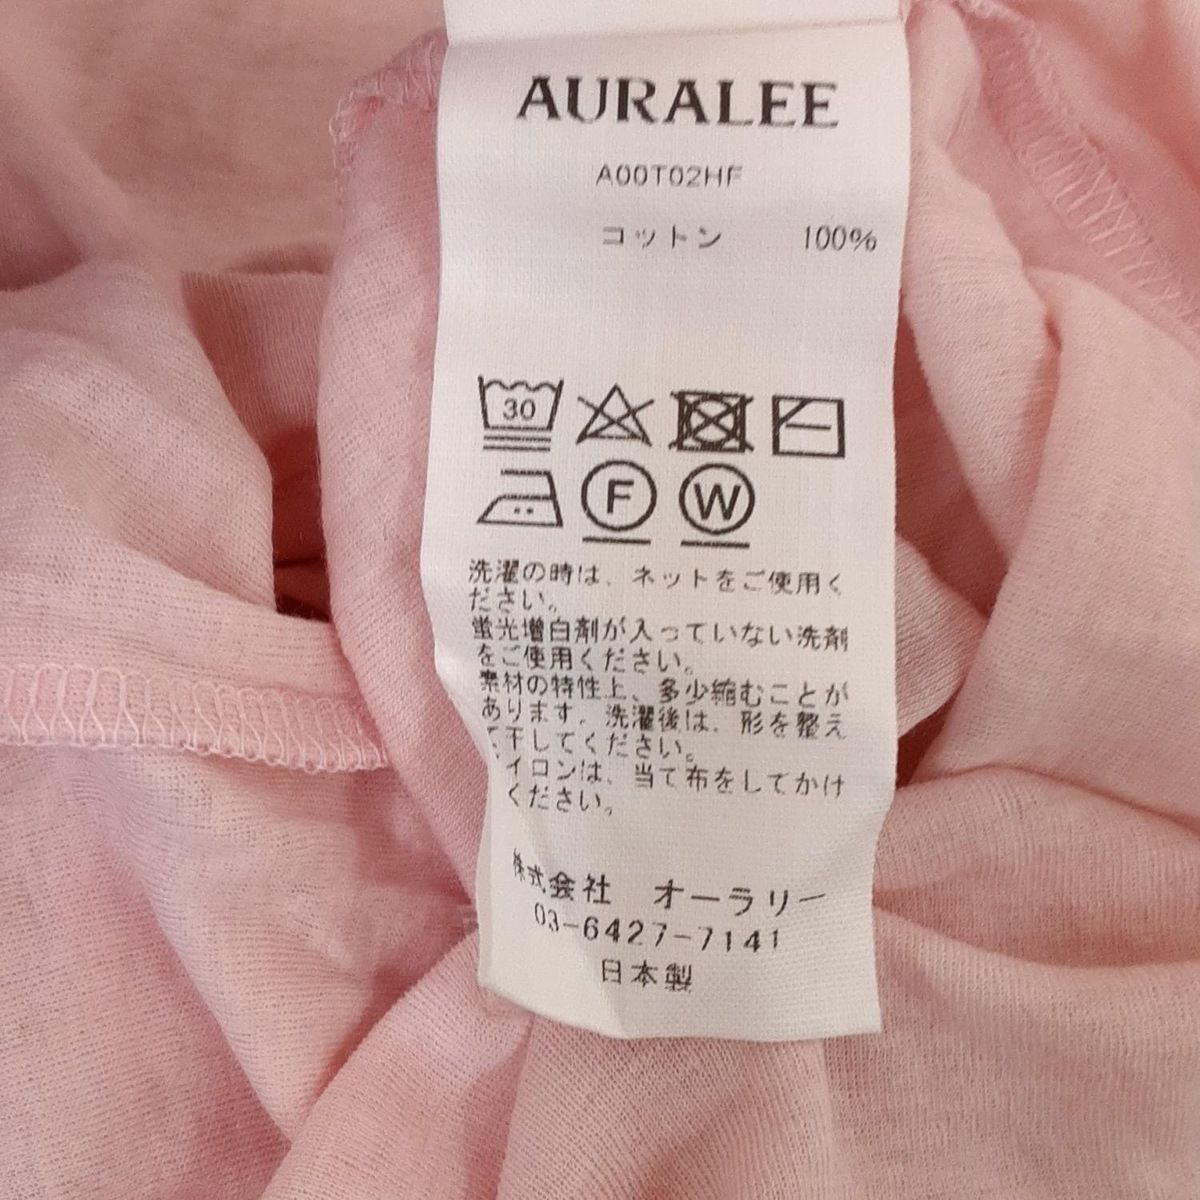 AURALEE
A00T02HF
コットン 100%
30
F W
洗濯の時は、ネットをご使用く
ださい。
蛍光増白剤が入っていない洗剤
をご使用ください。
素材の特性上、多少縮むことが
あります。洗濯後は、形を整え
て干してください。
イロンは、当て布をしてかけ
ください。
株式会社 オーラリー
03-6427-7141
日本製